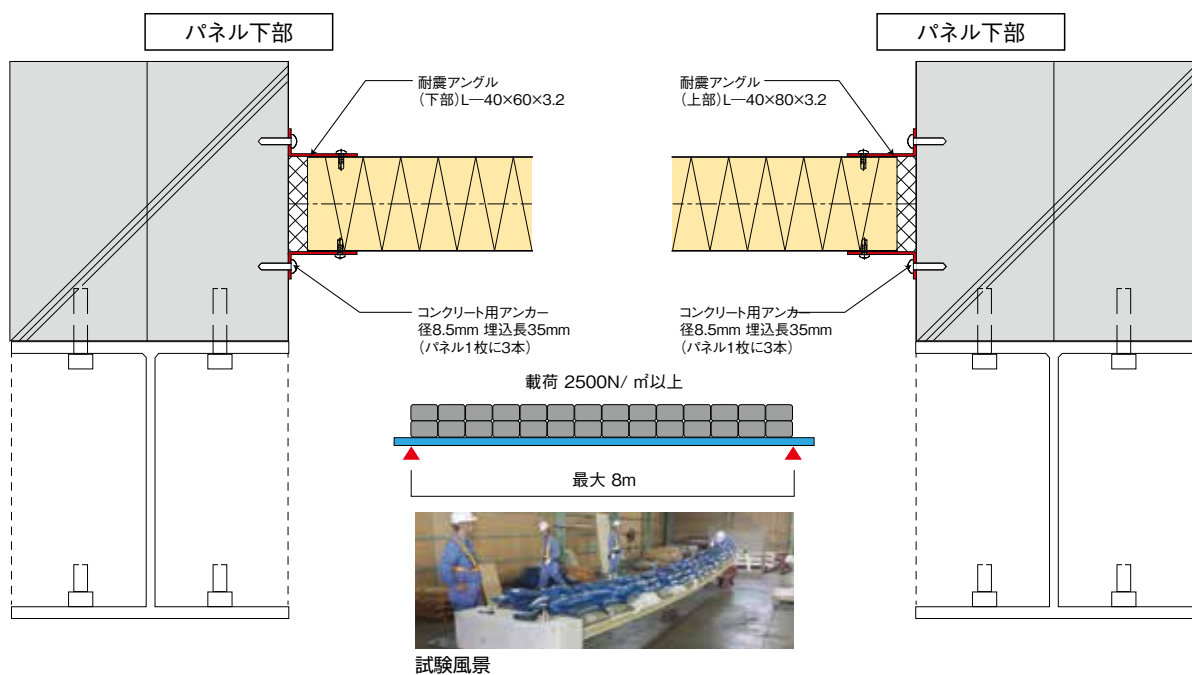 パネル下部
パネル下部
耐震アングル
(下部)L―40×60×3.2
耐震アングル
(上部)L―40×80×3.2
コンクリート用アンカー
径8.5mm 埋込長35mm
(パネル1枚に3本)
コンクリート用アンカー
径8.5mm 埋込長35mm
(パネル1枚に3本)
載荷 2500N/ ㎡以上
最大 8m
試験風景